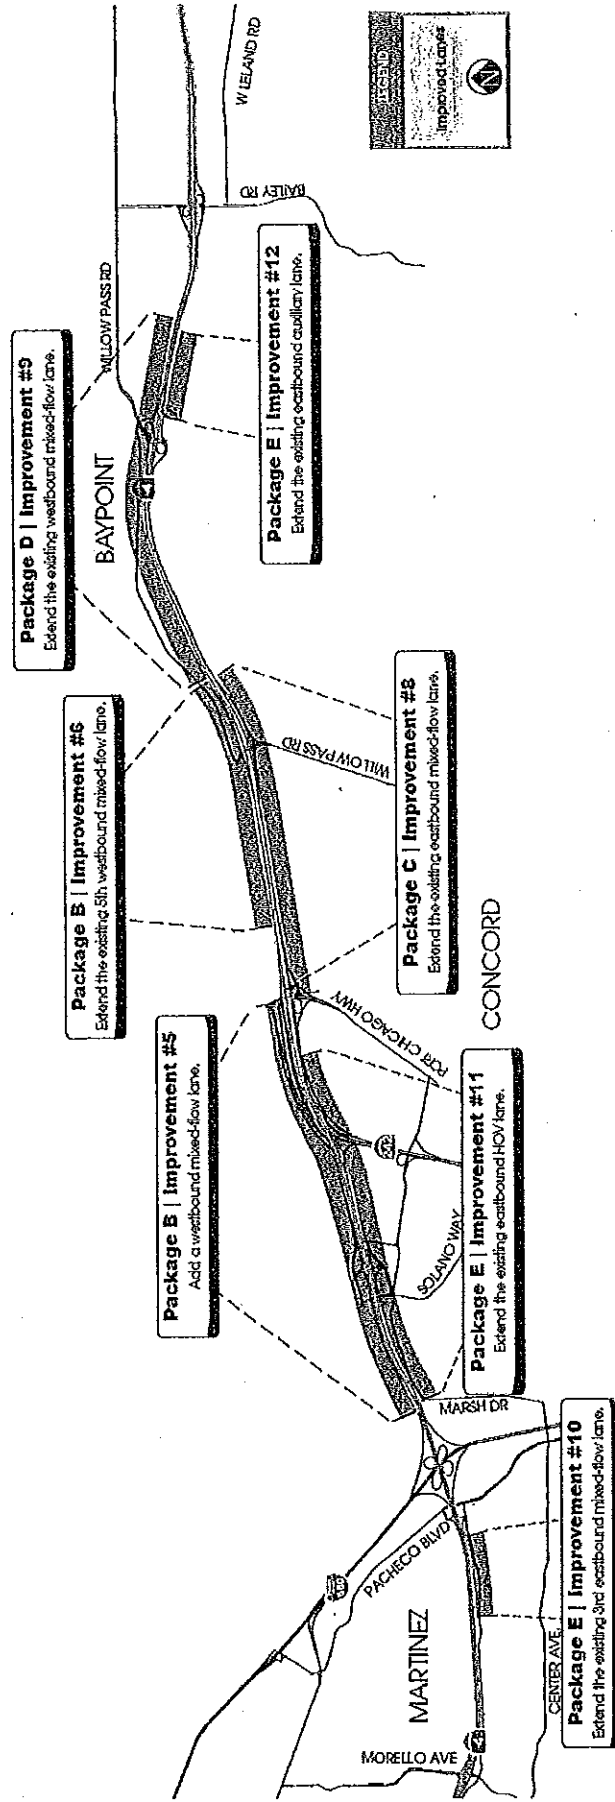 Package D | Improvement #9
Extend the existing westbound mixed-flow lane.
Package B | Improvement #6
Extend the existing 5th westbound mixed-flow lane.
Package B | Improvement #5
Add a westbound mixed-flow lane.
BAYPOINT
WILLOW PASS RD
W LELAND RD
BAILEY RD
LEGEND
Improved Lanes
N
Package E | Improvement #12
Extend the existing eastbound auxiliary lane.
WILLOW PASS RD
Package C | Improvement #8
Extend the existing eastbound mixed-flow lane.
CONCORD
PORT CHICAGO HWY
SOLANO WAY
Package E | Improvement #11
Extend the existing eastbound HOV lane.
MARSH DR
PACHECO BLVD
MARTINEZ
MORELLO AVE
CENTER AVE
Package E | Improvement #10
Extend the existing 3rd eastbound mixed-flow lane.